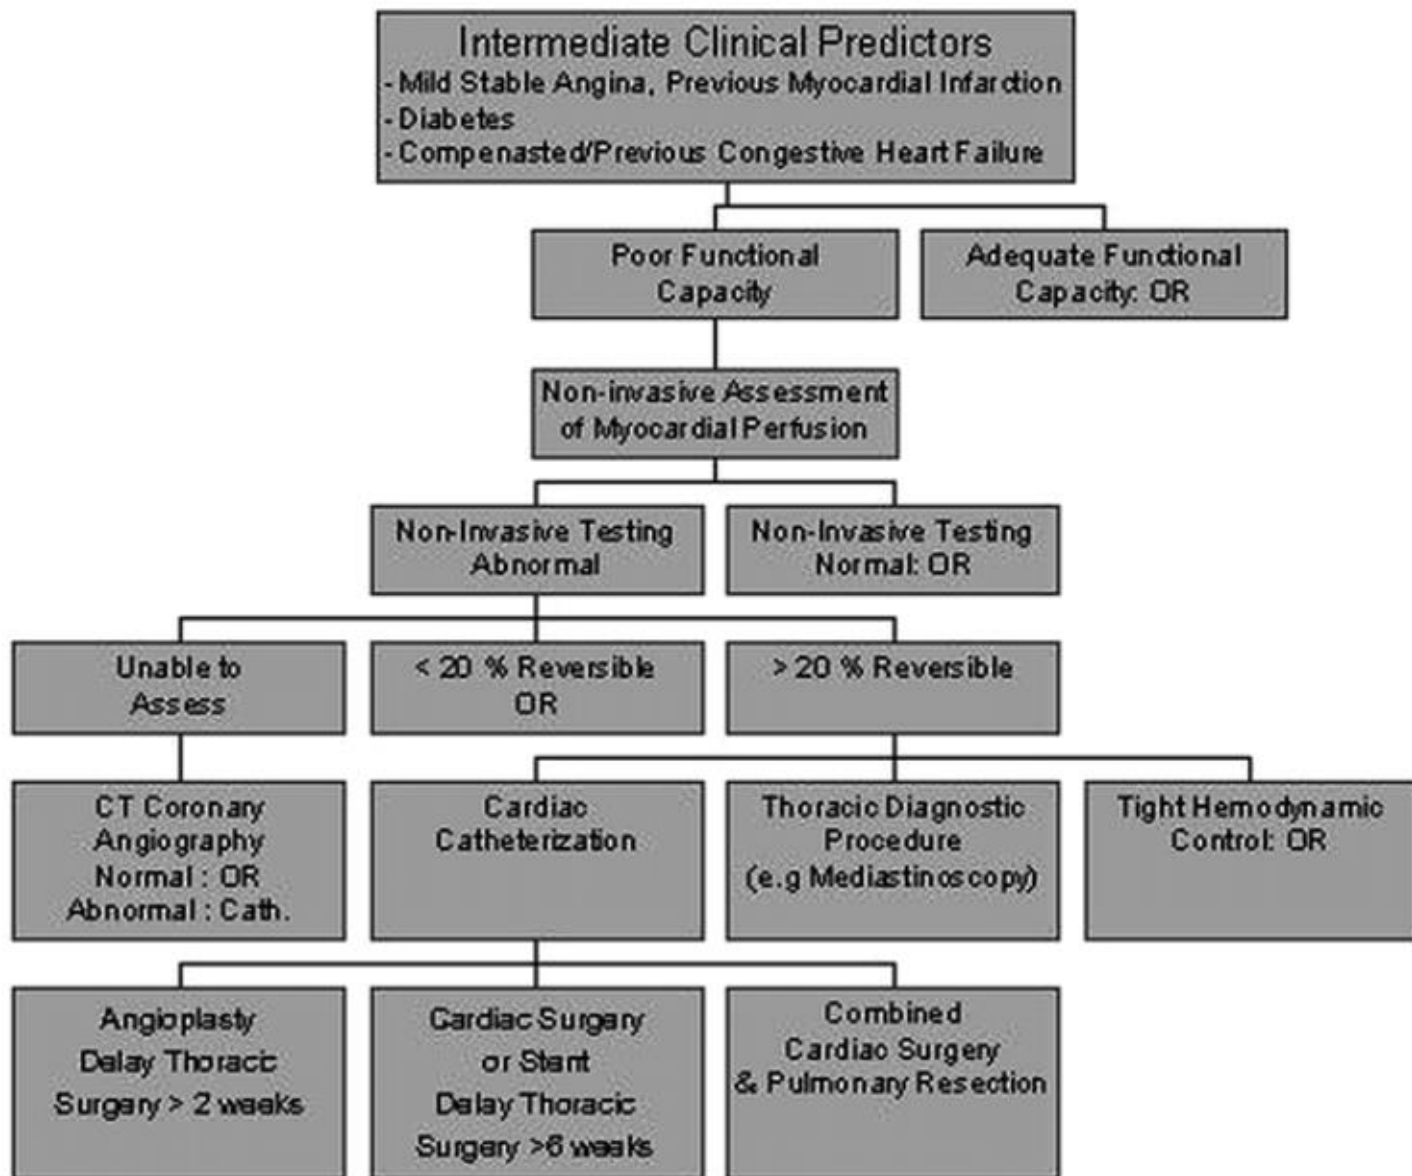 Intermediate Clinical Predictors
- Mild Stable Angina, Previous Myocardial Infarction
- Diabetes
- Compenasted/Previous Congestive Heart Failure
Poor Functional
Capacity
Adequate Functional
Capacity: OR
Non-invasive Assessment
of Myocardial Perfusion
Non-Invasive Testing
Abnormal
Non-Invasive Testing
Normal: OR
Unable to
Assess
< 20 % Reversible
OR
> 20 % Reversible
CT Coronary
Angiography
Normal : OR
Abnormal : Cath.
Cardiac
Catheterization
Thoracic Diagnostic
Procedure
(e.g Mediastinoscopy)
Tight Hemodynamic
Control: OR
Angioplasty
Delay Thoracic
Surgery > 2 weeks
Cardiac Surgery
or Stent
Delay Thoracic
Surgery >6 weeks
Combined
Cardiac Surgery
& Pulmonary Resection